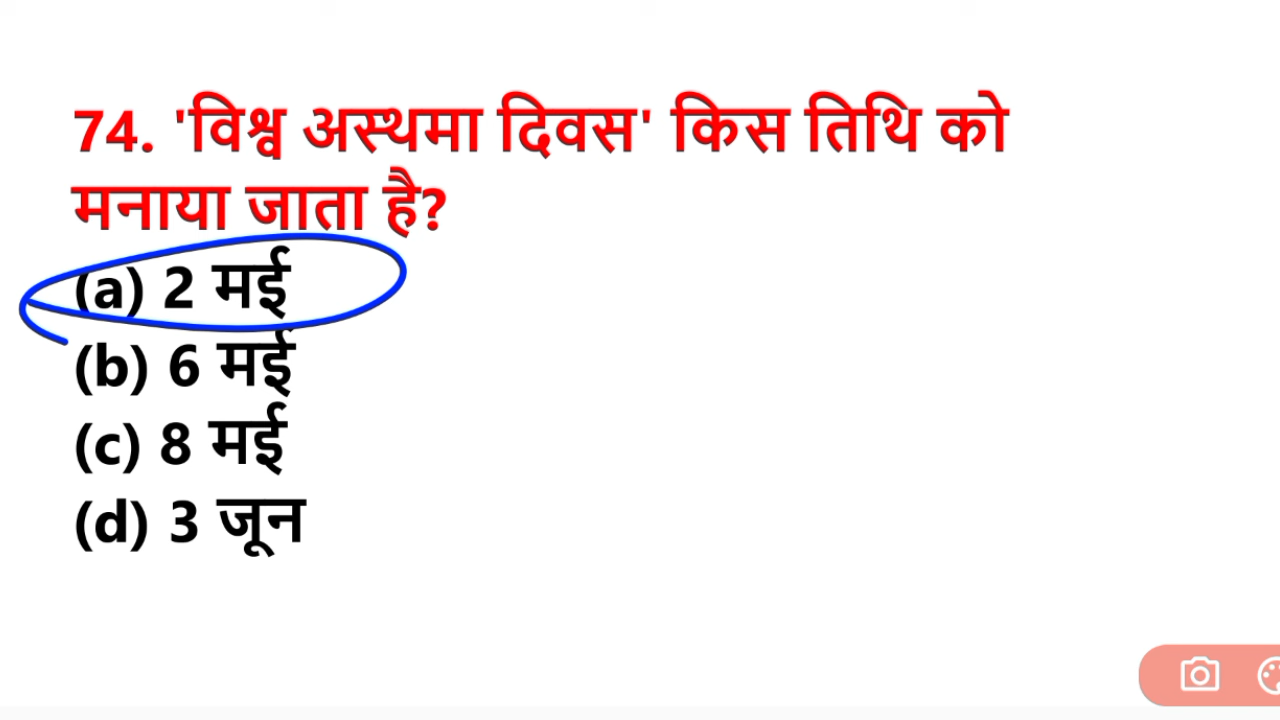 74. 'विश्व अस्थमा दिवस' किस तिथि को
मनाया जाता है?
(a) 2 मई
(b) 6 मई
(c) 8 मई
(d) 3 जून